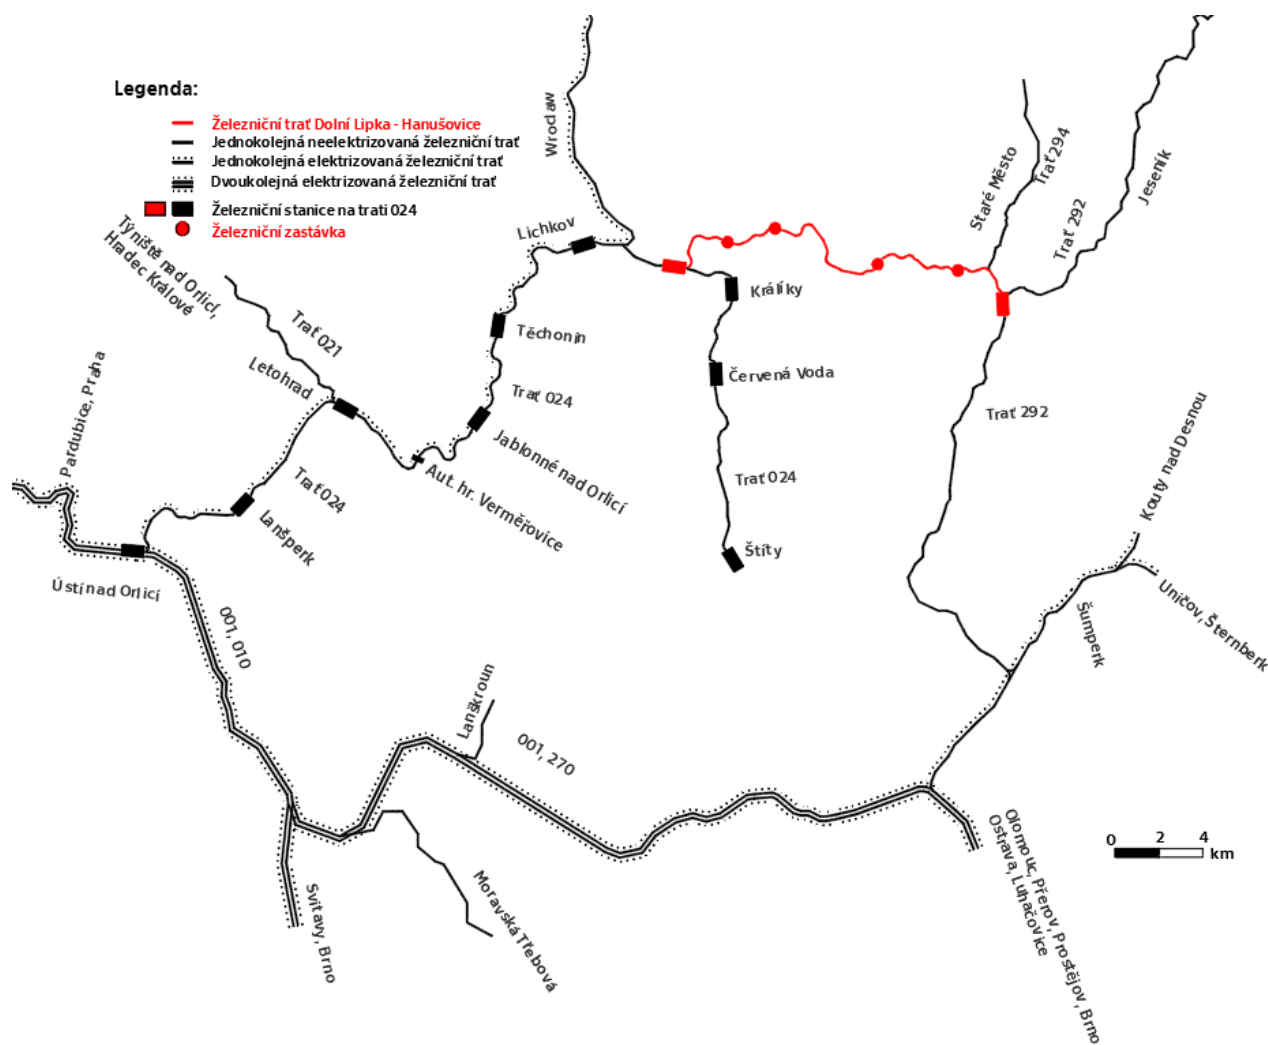 Legenda:
Železniční trať Dolní Lipka - Hanušovice
Jednokolejná neelektrizovaná železniční trať
Jednokolejná elektrizovaná železniční trať
Dvoukolejná elektrizovaná železniční trať
Železniční stanice na trati 024
Železniční zastávka
Týniště nad Orlicí,
Hradec Králové
Wroclaw
Lichkov
Staré Město
Trať 294
Trať 292
Jeseník
Králíky
Těchonín
Trať 021
Letohrad
Pardubice, Praha
Trať 024
Červená Voda
Jablonné nad Orlicí
Aut. hr. Verměřovice
Trať 292
Kouty nad Desnou
Trať 024
Trať 024
Lanšperk
Štíty
Ústí nad Orlicí
001, 010
Šumperk
Uničov, Šternberk
Lanškroun
001, 270
0 2 4
km
Olomouc, Přerov, Prostějov, Brno
Ostrava, Luhačovice
Svitavy, Brno
Moravská Třebová